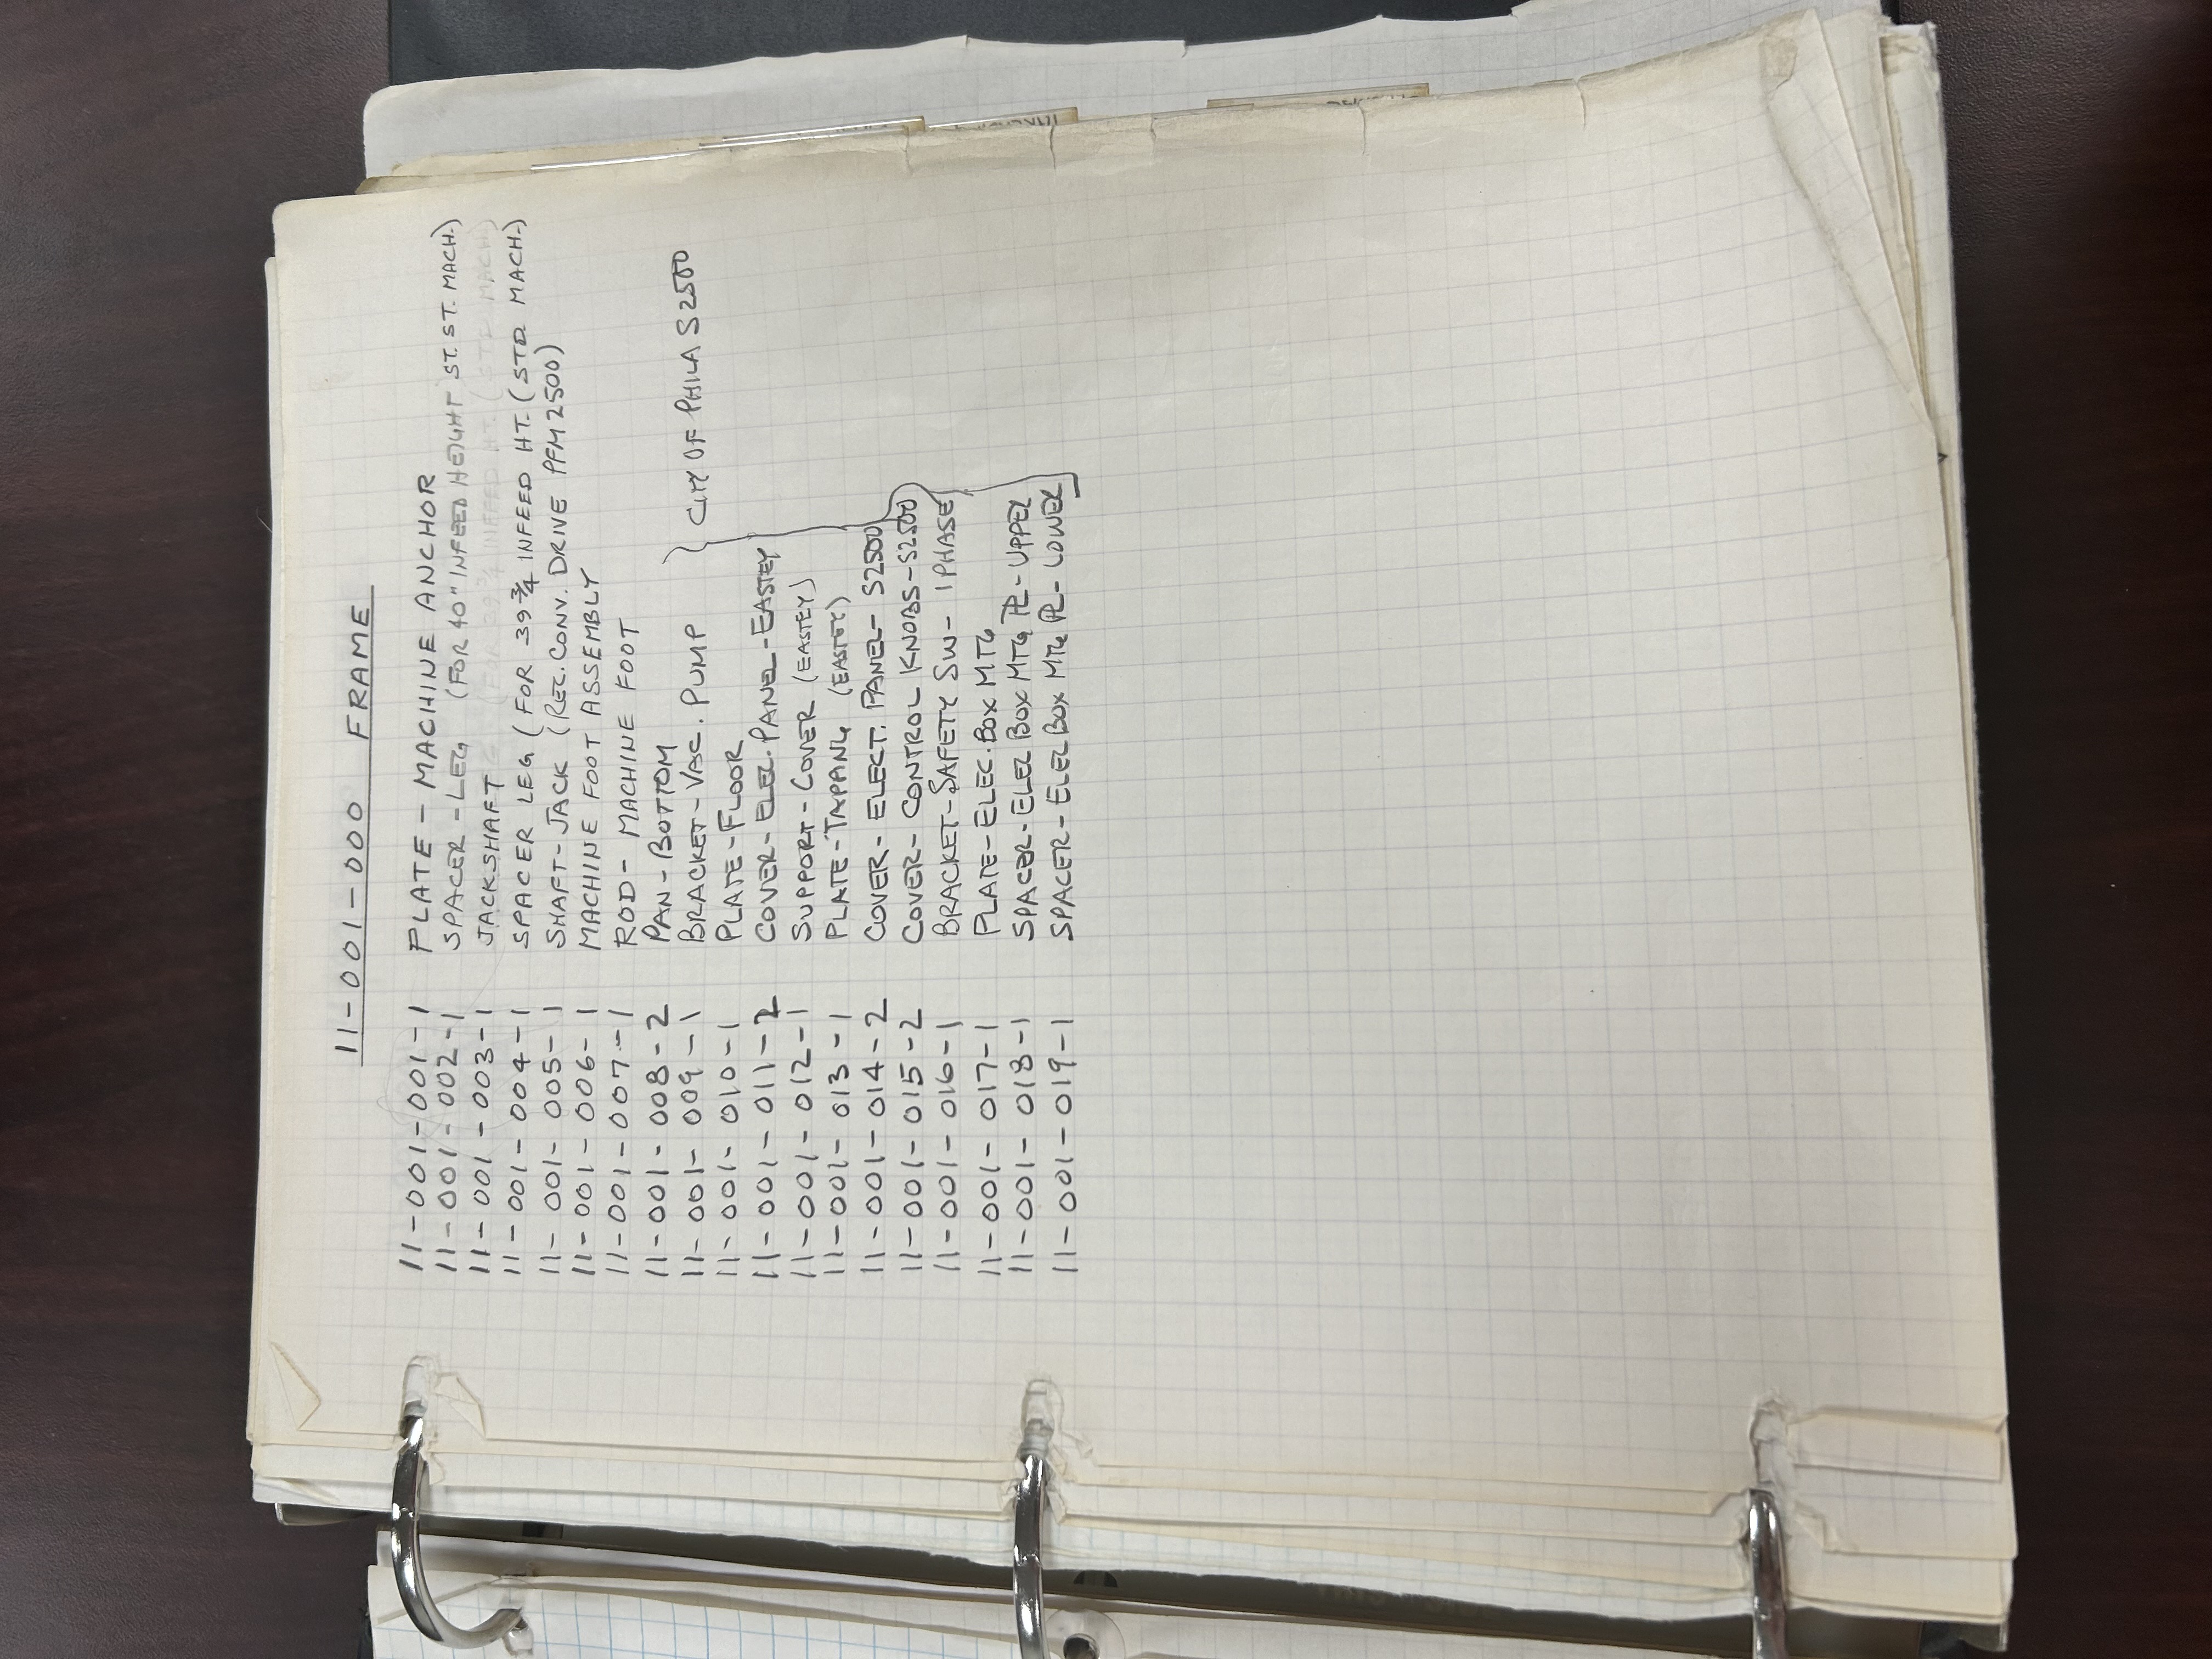 11-001-000 FRAME
11-001-001-1 PLATE - MACHINE ANCHOR
11-001-002-1 SPACER - LEG (FOR 40" INFEED HEIGHT ST. ST. MACH.)
11-001-003-1 JACKSHAFT
11-001-004-1 SPACER LEG (FOR 39 3/4 INFEED HT. (STD. MACH.)
11-001-005-1 SHAFT-JACK (REC. CONV. DRIVE PFM 2500)
11-001-006-1 MACHINE FOOT ASSEMBLY
11-001-007-1 ROD - MACHINE FOOT
11-001-008-2 PAN - BOTTOM
11-001-009-1 BRACKET - VAC. PUMP } CITY OF PHILA S2500
11-001-010-1 PLATE-FLOOR
11-001-011-2 COVER - ELEC. PANEL - EASTEY
11-001-012-1 SUPPORT - COVER (EASTEY)
11-001-013-1 PLATE - (EASTEY)
11-001-014-2 COVER - ELECT. PANEL - S2500
11-001-015-2 COVER - CONTROL KNOBS - S2500
11-001-016-1 BRACKET - SAFETY SW - 1 PHASE
11-001-017-1 PLATE - ELEC. BOX MTG
11-001-018-1 SPACER - ELEC BOX MTG PL - UPPER
11-001-019-1 SPACER - ELEC BOX MTG PL - LOWER